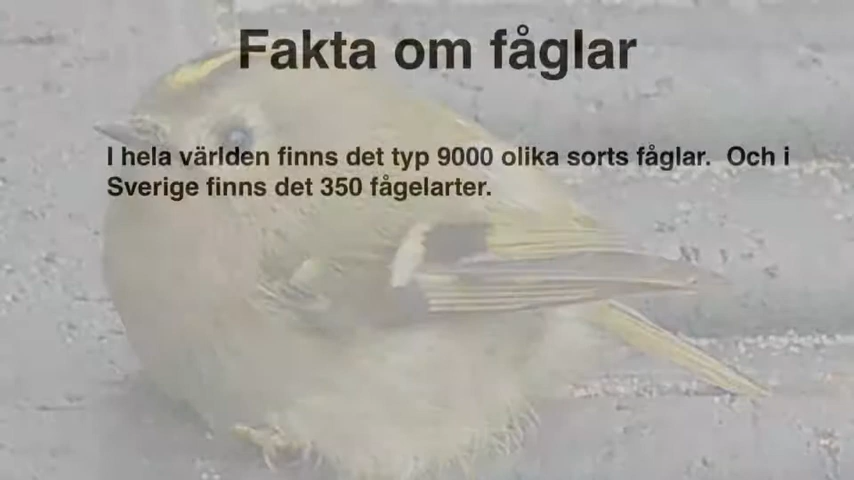 Fakta om fåglar
I hela världen finns det typ 9000 olika sorts fåglar.  Och i
Sverige finns det 350 fågelarter.